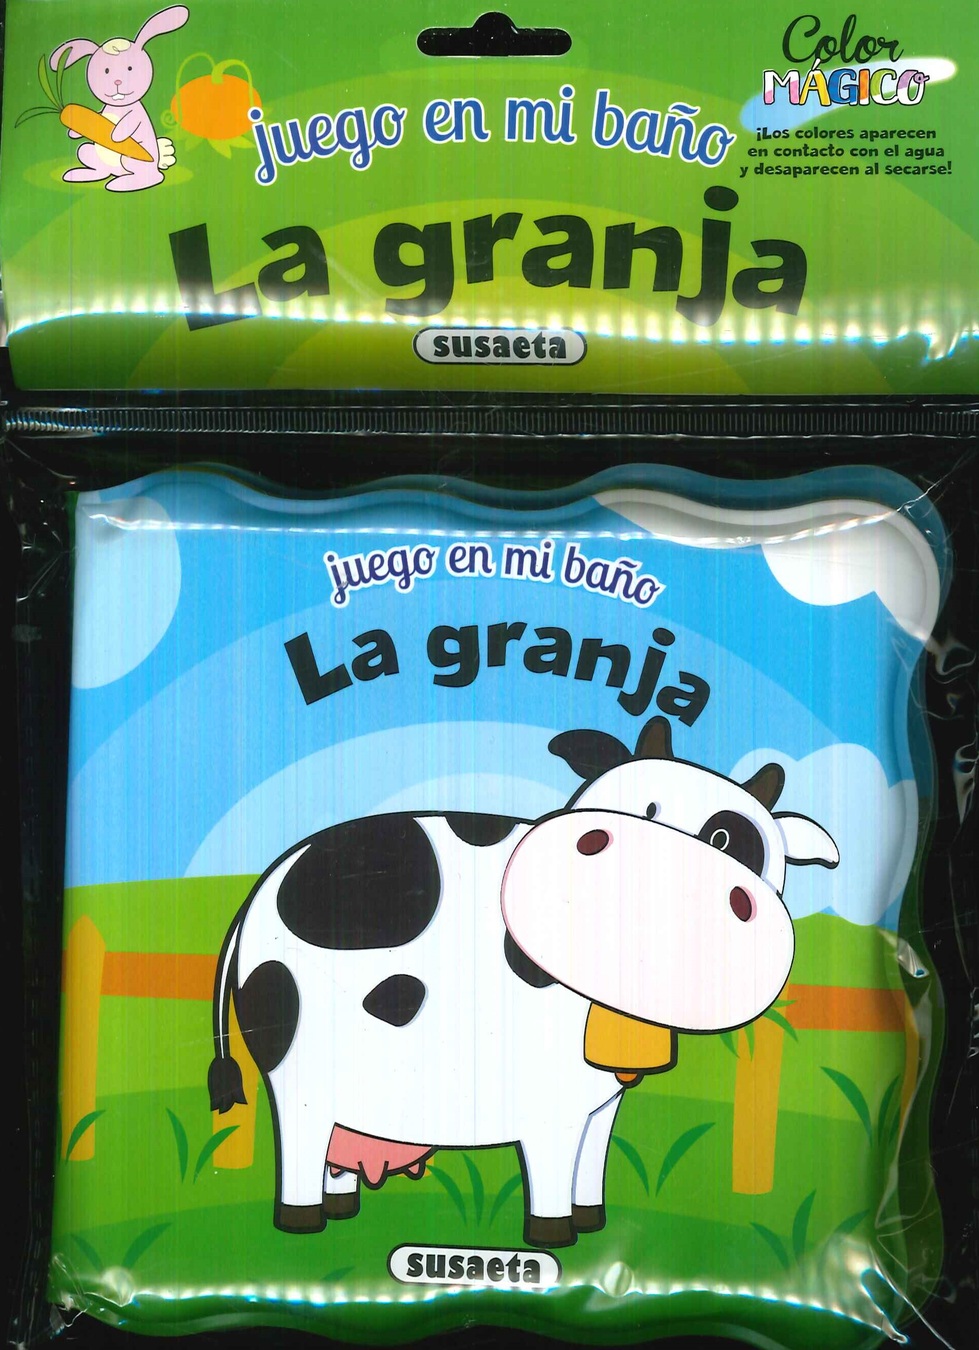 Color
MÁGICO
¡Los colores aparecen
en contacto con el agua
y desaparecen al secarse!
juego en mi baño
La granja
susaeta
juego en mi baño
La granja
susaeta